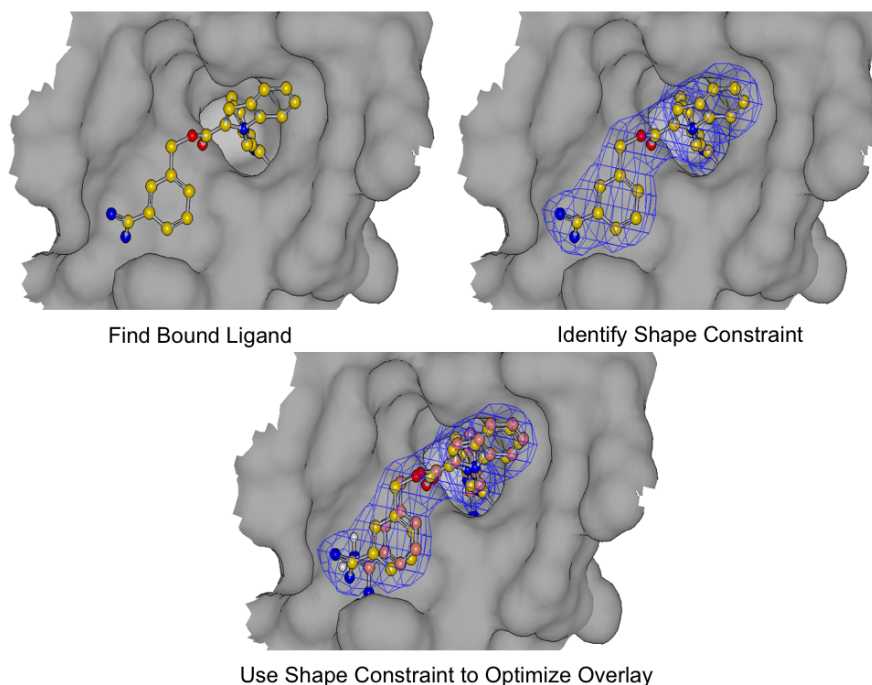 Find Bound Ligand
Identify Shape Constraint
Use Shape Constraint to Optimize Overlay